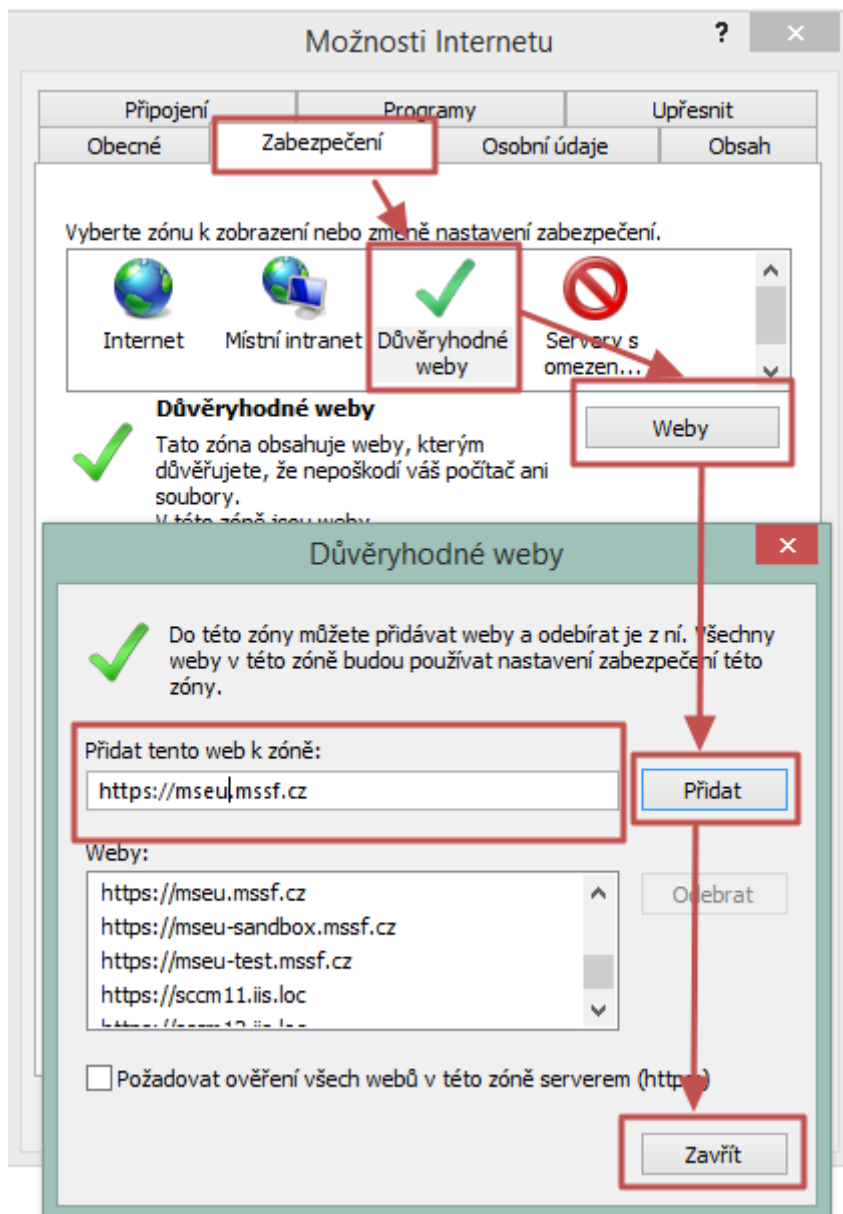 Možnosti Internetu
?
Připojení Programy Upřesnit
Obecné Zabezpečení Osobní údaje Obsah
Vyberte zónu k zobrazení nebo změně nastavení zabezpečení.
Internet Místní intranet Důvěryhodné weby Servery s omezen...
Důvěryhodné weby
Weby
Tato zóna obsahuje weby, kterým
důvěřujete, že nepoškodí váš počítač ani
soubory.
V této zóně jsou weby
Důvěryhodné weby
Do této zóny můžete přidávat weby a odebírat je z ní. Všechny
weby v této zóně budou používat nastavení zabezpečení této
zóny.
Přidat tento web k zóně:
https://mseu.mssf.cz Přidat
Weby:
https://mseu.mssf.cz Odebrat
https://mseu-sandbox.mssf.cz
https://mseu-test.mssf.cz
https://sccm11.iis.loc
Požadovat ověření všech webů v této zóně serverem (https)
Zavřít